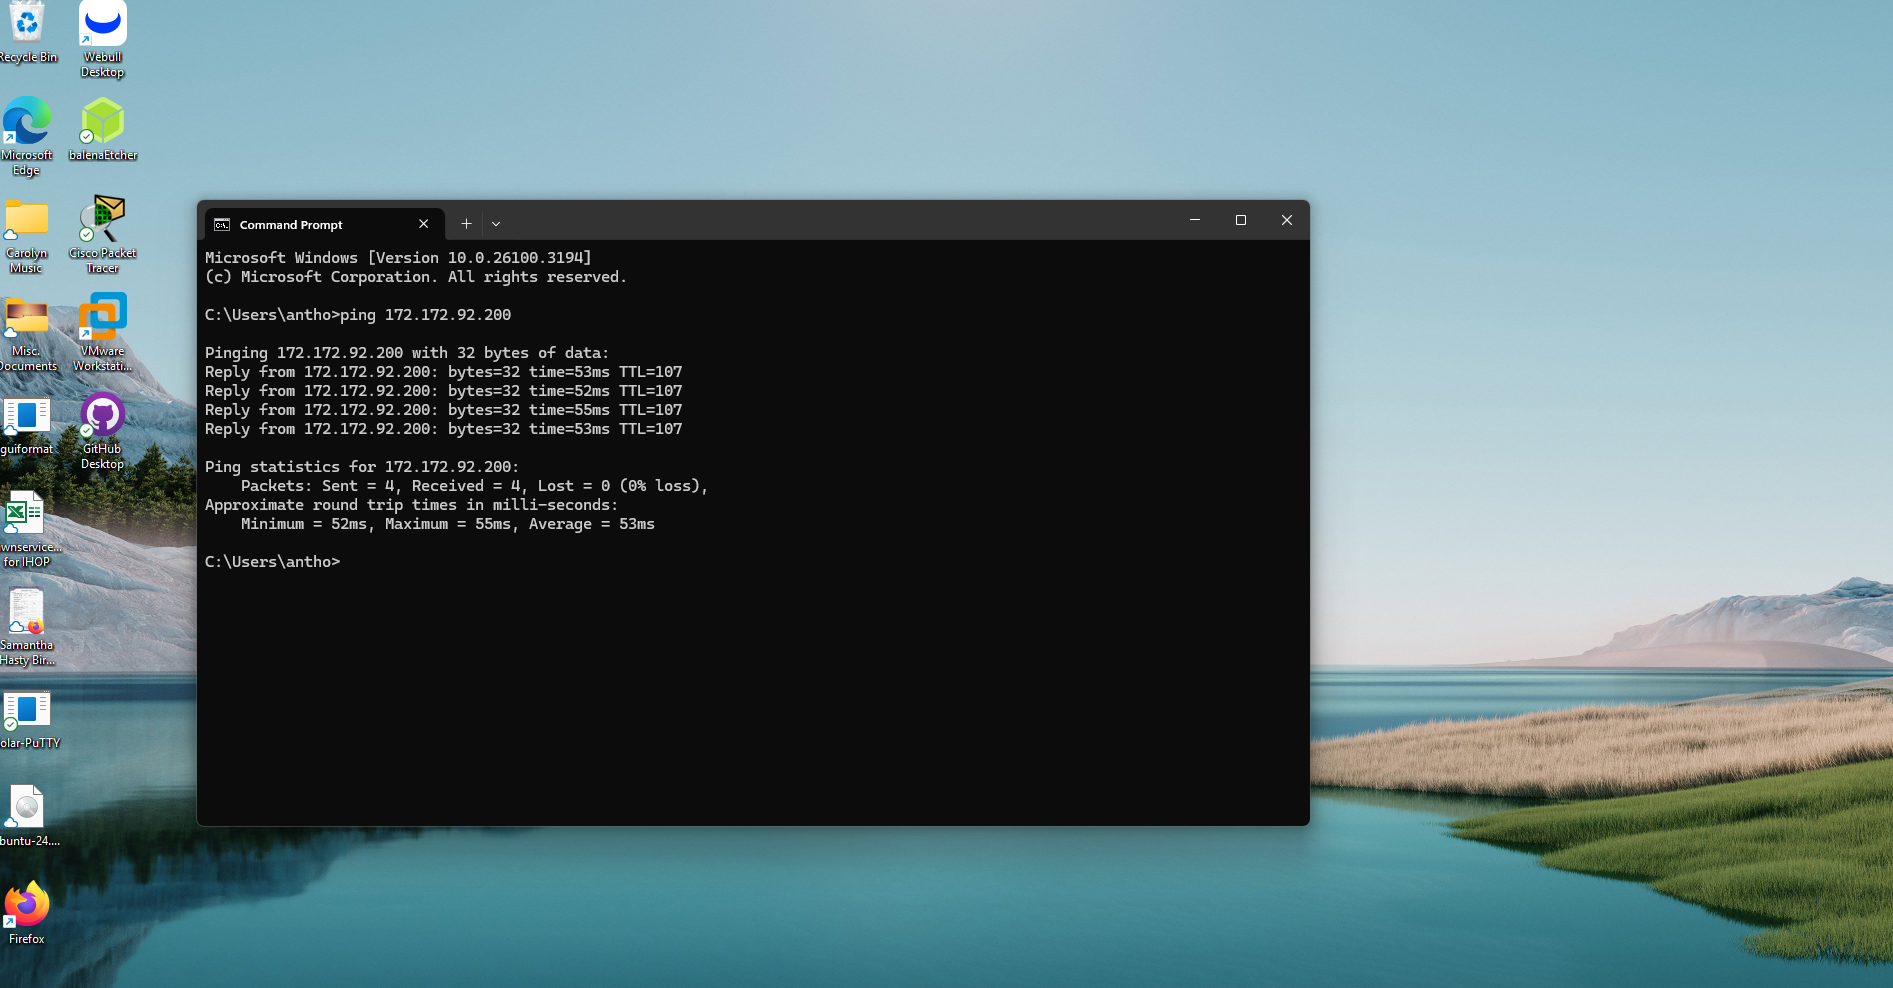 Recycle Bin
Webull
Desktop
Microsoft
Edge
balenaEtcher
Carolyn
Music
Cisco Packet
Tracer
Misc.
Documents
VMware
Workstati...
guiformat
GitHub
Desktop
wnservice...
for IHOP
Samantha
Hasty Bir...
olar-PuTTY
buntu-24....
Firefox
Command Prompt
Microsoft Windows [Version 10.0.26100.3194]
(c) Microsoft Corporation. All rights reserved.
C:\Users\antho>ping 172.172.92.200
Pinging 172.172.92.200 with 32 bytes of data:
Reply from 172.172.92.200: bytes=32 time=53ms TTL=107
Reply from 172.172.92.200: bytes=32 time=52ms TTL=107
Reply from 172.172.92.200: bytes=32 time=55ms TTL=107
Reply from 172.172.92.200: bytes=32 time=53ms TTL=107
Ping statistics for 172.172.92.200:
    Packets: Sent = 4, Received = 4, Lost = 0 (0% loss),
Approximate round trip times in milli-seconds:
    Minimum = 52ms, Maximum = 55ms, Average = 53ms
C:\Users\antho>